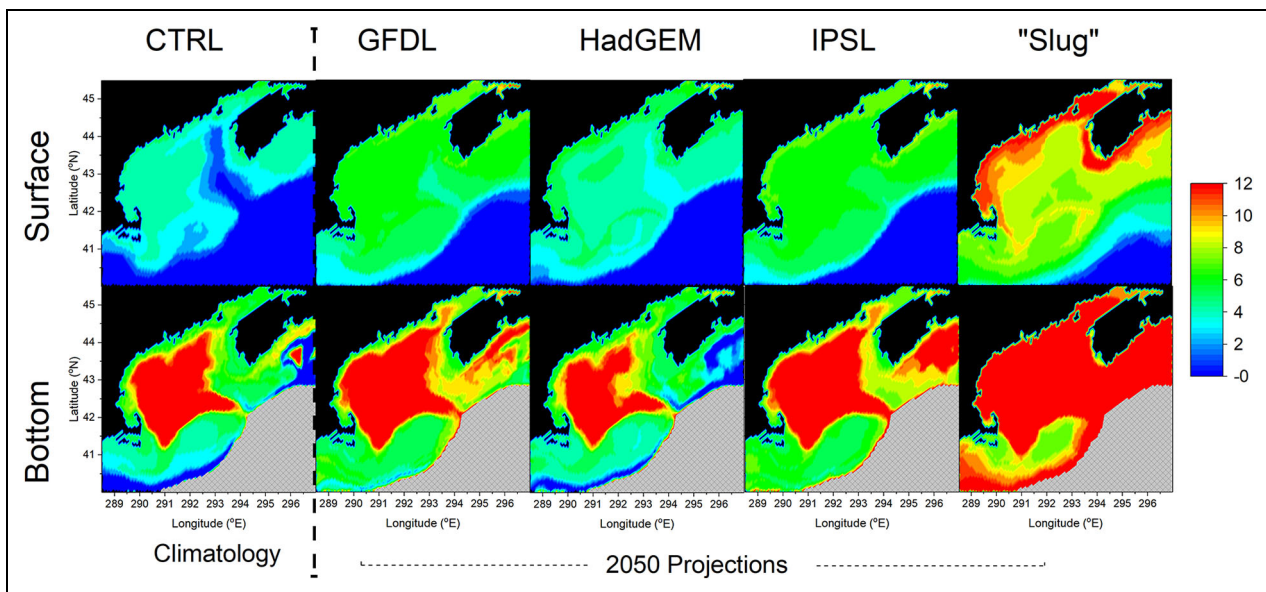 CTRL GFDL HadGEM IPSL "Slug"
Surface
Latitude (°N)
45
44
43
42
41
12
10
8
6
4
2
-0
Bottom
Latitude (°N)
45
44
43
42
41
289 290 291 292 293 294 295 296 289 290 291 292 293 294 295 296 289 290 291 292 293 294 295 296 289 290 291 292 293 294 295 296 289 290 291 292 293 294 295 296
Longitude (°E) Longitude (°E) Longitude (°E) Longitude (°E) Longitude (°E)
Climatology
2050 Projections